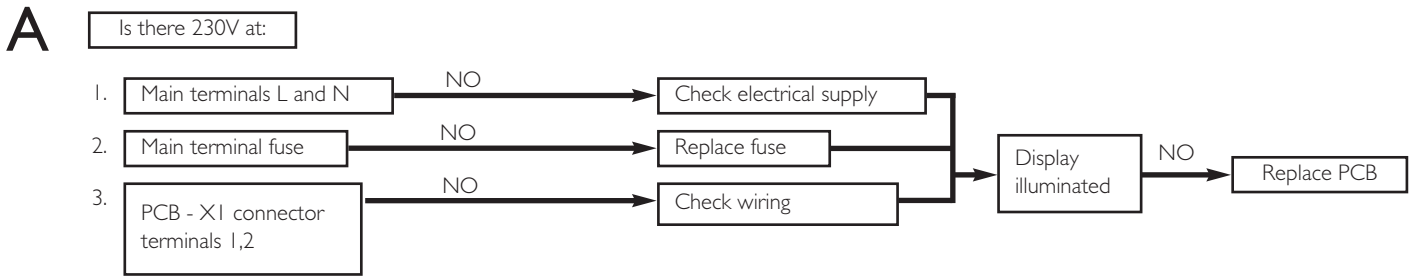 A
Is there 230V at:
1. Main terminals L and N NO Check electrical supply
2. Main terminal fuse NO Replace fuse
Display
illuminated NO Replace PCB
3. PCB - X1 connector
terminals 1,2 NO Check wiring